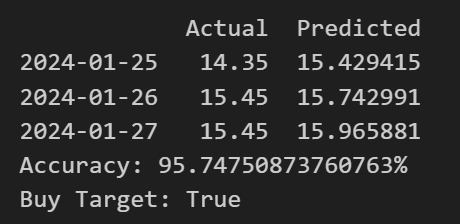 Actual Predicted
2024-01-25 14.35 15.429415
2024-01-26 15.45 15.742991
2024-01-27 15.45 15.965881
Accuracy: 95.74750873760763%
Buy Target: True